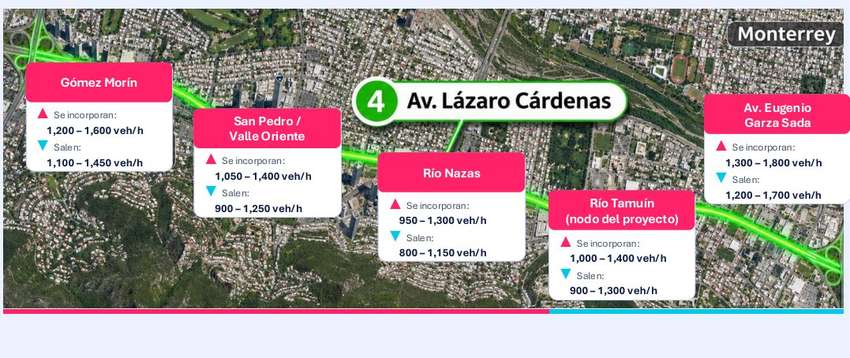 Monterrey
4 Av. Lázaro Cárdenas
Gómez Morín
Se incorporan:
1,200 – 1,600 veh/h
Salen:
1,100 – 1,450 veh/h
San Pedro /
Valle Oriente
Se incorporan:
1,050 – 1,400 veh/h
Salen:
900 – 1,250 veh/h
Río Nazas
Se incorporan:
950 – 1,300 veh/h
Salen:
800 – 1,150 veh/h
Río Tamuín
(nodo del proyecto)
Se incorporan:
1,000 – 1,400 veh/h
Salen:
900 – 1,300 veh/h
Av. Eugenio
Garza Sada
Se incorporan:
1,300 – 1,800 veh/h
Salen:
1,200 – 1,700 veh/h